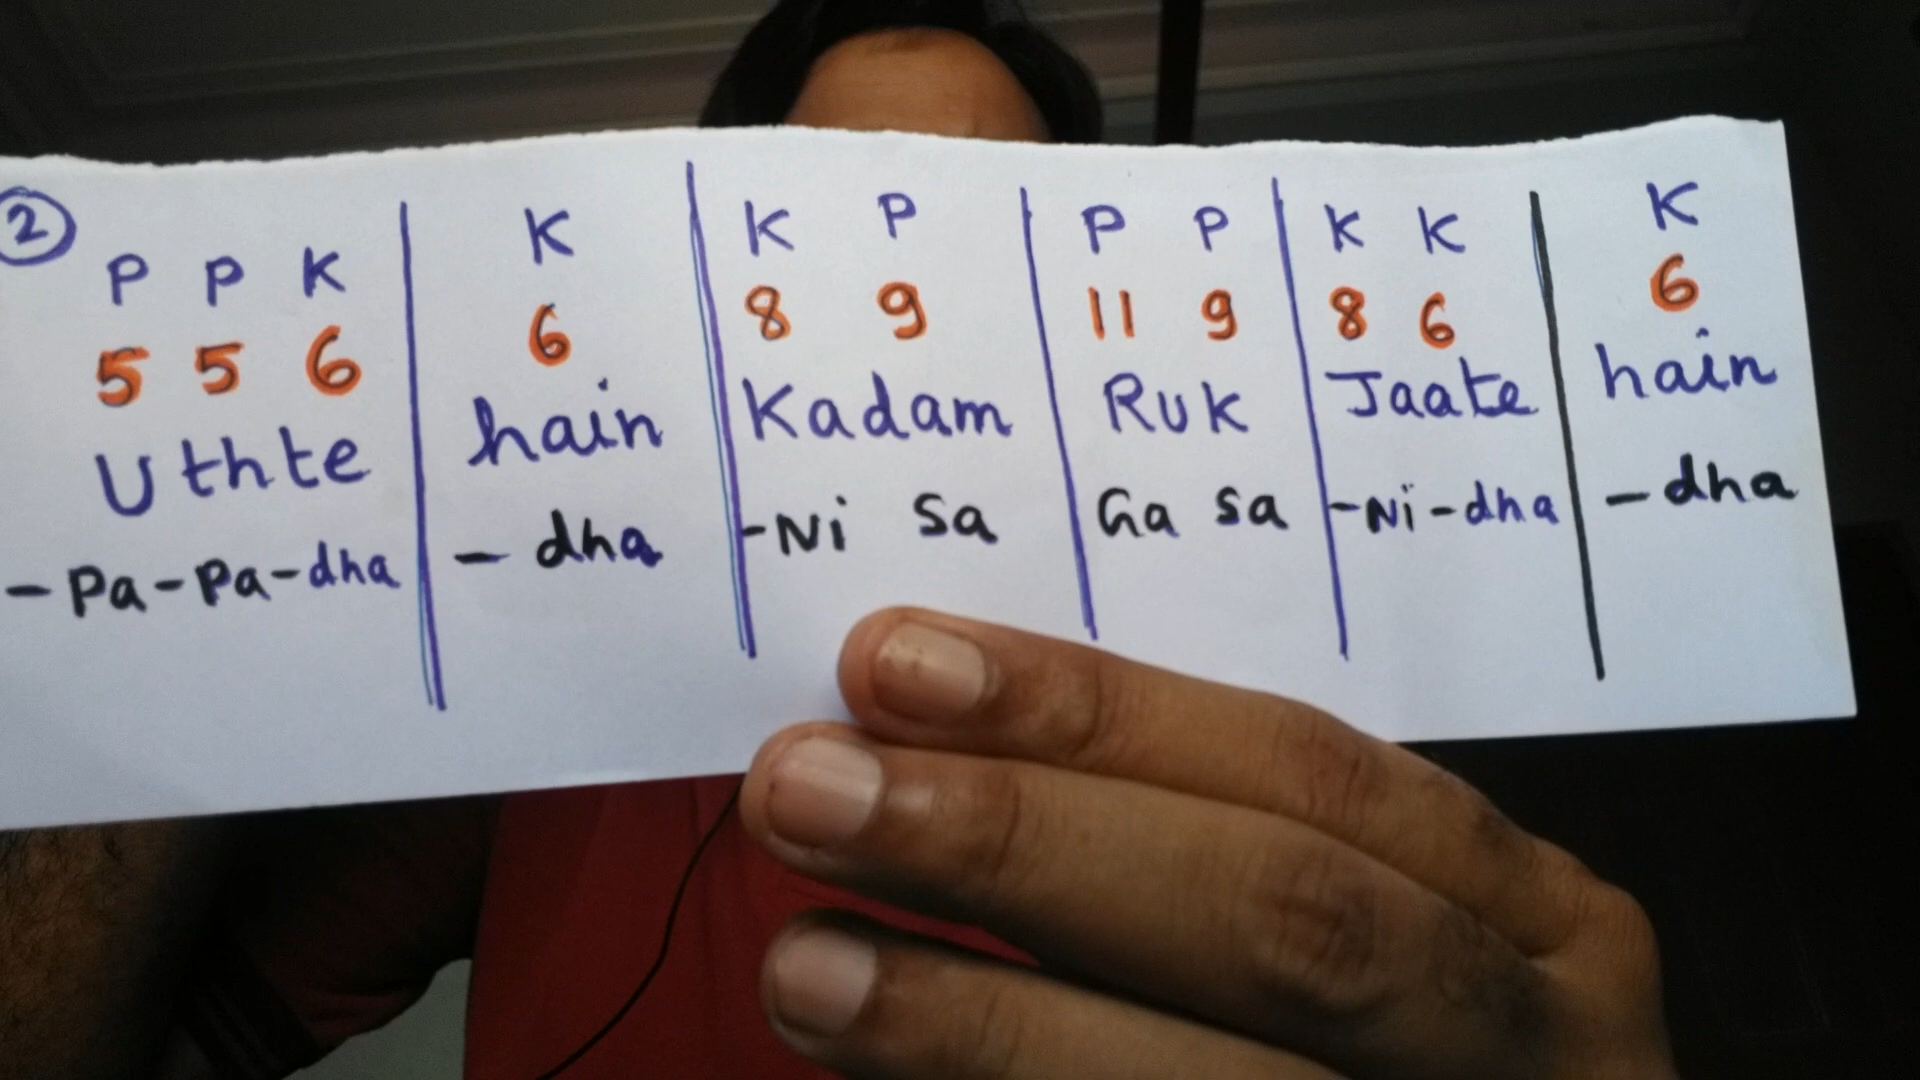 2
P P K | K | K P | P P | K K | K
5 5 6 | 6 | 8 9 | 11 9 | 8 6 | 6
Uthte | hain | Kadam | Ruk | Jaate | hain
-Pa-Pa-dha | - dha | -Ni Sa | Ga Sa | -Ni-dha | - dha